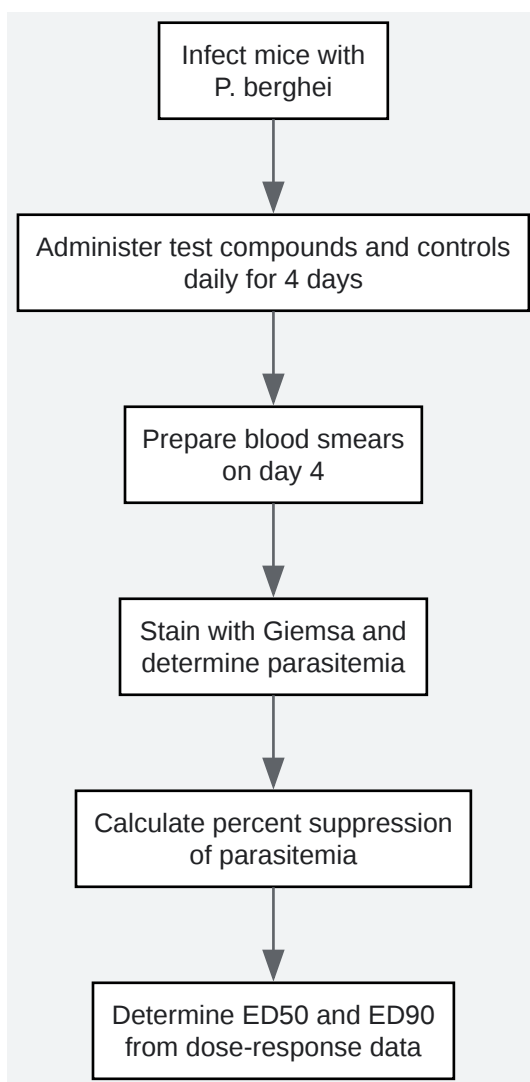 Infect mice with
P. berghei
Administer test compounds and controls
daily for 4 days
Prepare blood smears
on day 4
Stain with Giemsa and
determine parasitemia
Calculate percent suppression
of parasitemia
Determine ED50 and ED90
from dose-response data